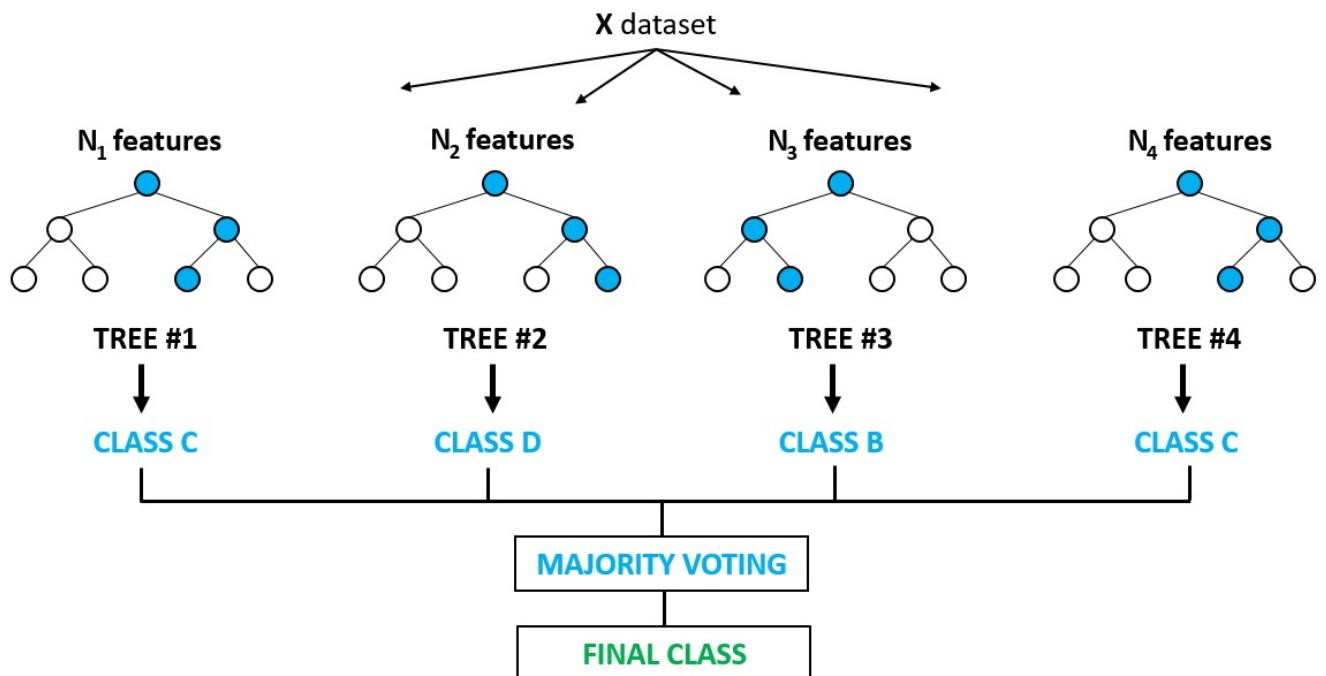 X dataset
N₁ features
N₂ features
N₃ features
N₄ features
TREE #1
TREE #2
TREE #3
TREE #4
CLASS C
CLASS D
CLASS B
CLASS C
MAJORITY VOTING
FINAL CLASS